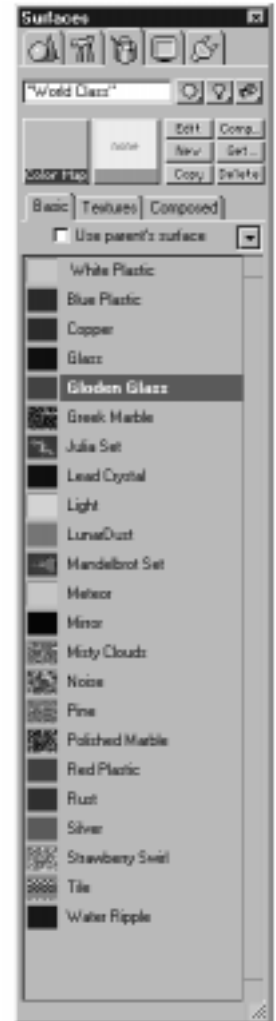 Surfaces
"World Class"
none
Edit Comp...
New Get...
Color Map
Copy Delete
Basic Textures Composed
Use parent's surface
White Plastic
Blue Plastic
Copper
Glass
Gloden Glass
Greek Marble
Julia Set
Lead Crystal
Light
LunarDust
Mandelbrot Set
Meteor
Mirror
Misty Clouds
Noise
Pine
Polished Marble
Red Plastic
Rust
Silver
Strawberry Swirl
Tile
Water Ripple